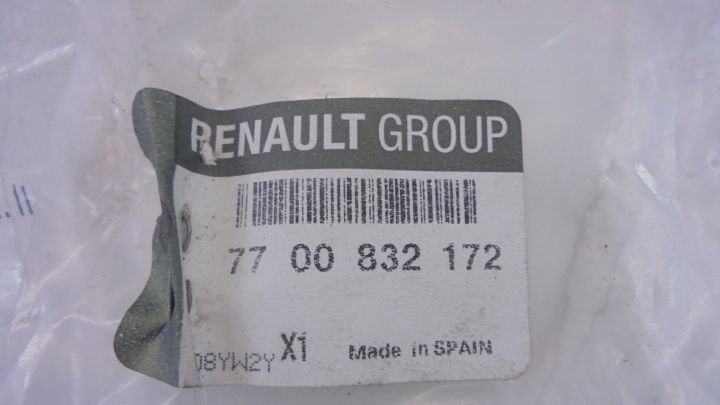 RENAULT GROUP
77 00 832 172
08YW2Y X1 Made in SPAIN